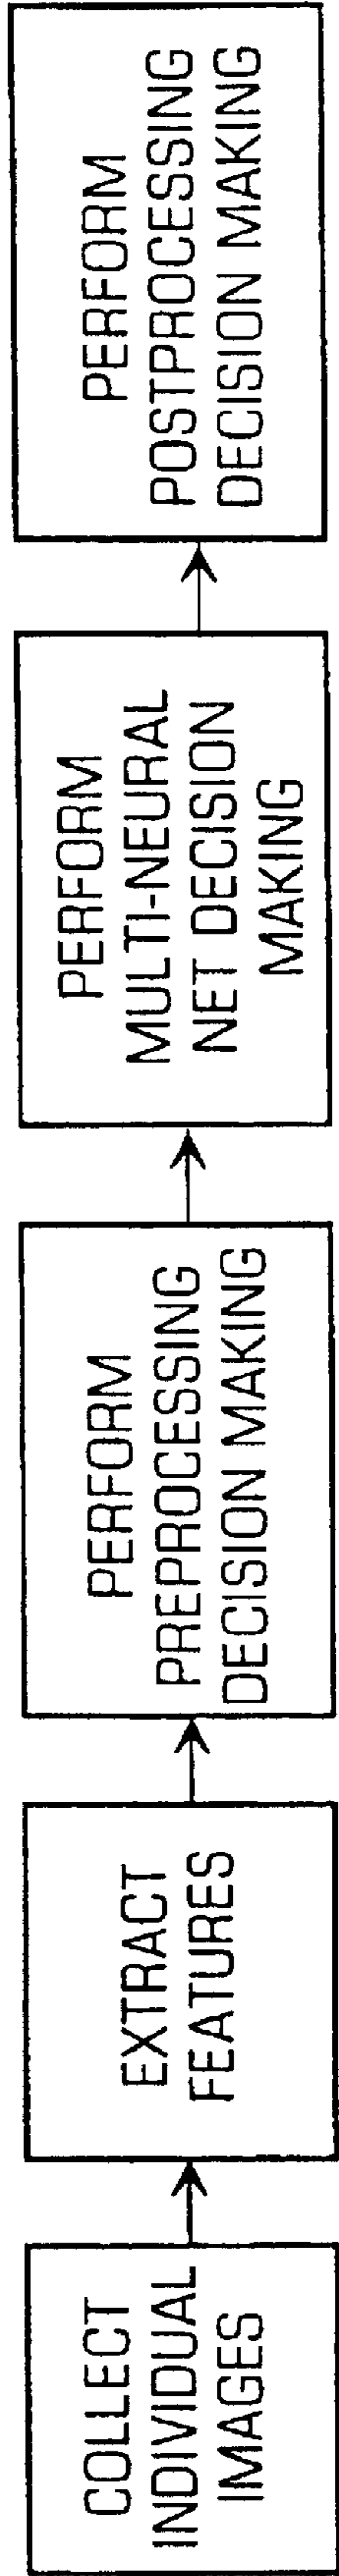 COLLECT
INDIVIDUAL
IMAGES
EXTRACT
FEATURES
PERFORM
PREPROCESSING
DECISION MAKING
PERFORM
MULTI-NEURAL
NET DECISION
MAKING
PERFORM
POSTPROCESSING
DECISION MAKING